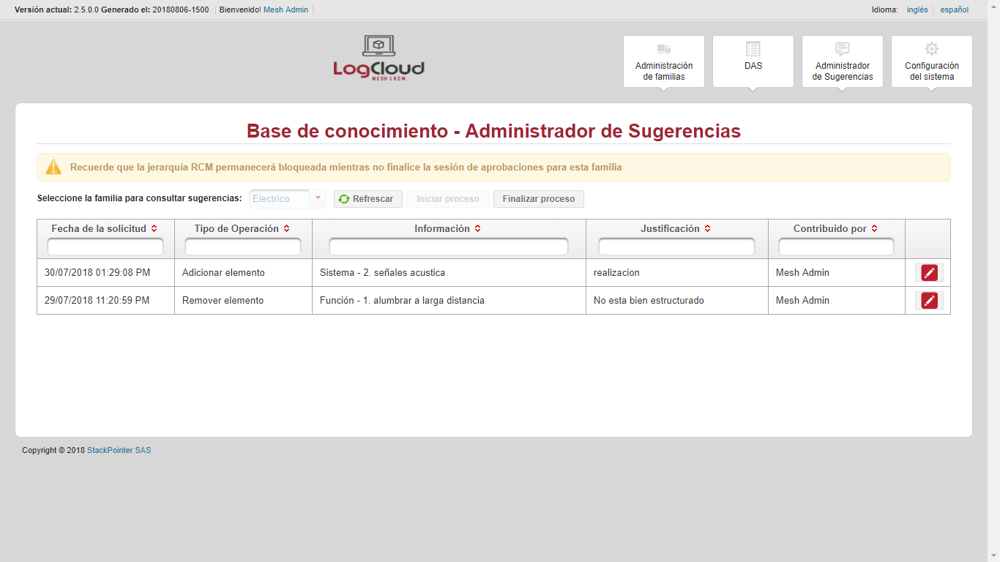 Versión actual: 2.5.0.0 Generado el: 20180806-1500 Bienvenido! Mesh Admin Idioma: inglés español
LogCloud
MESH LRCM
Administración
de familias
DAS
Administrador
de Sugerencias
Configuración
del sistema
Base de conocimiento - Administrador de Sugerencias
Recuerde que la jerarquía RCM permanecerá bloqueada mientras no finalice la sesión de aprobaciones para esta familia
Seleccione la familia para consultar sugerencias: Electrico Refrescar Iniciar proceso Finalizar proceso
Fecha de la solicitud Tipo de Operación Información Justificación Contribuido por
30/07/2018 01:29:08 PM Adicionar elemento Sistema - 2. señales acustica realizacion Mesh Admin
29/07/2018 11:20:59 PM Remover elemento Función - 1. alumbrar a larga distancia No esta bien estructurado Mesh Admin
Copyright © 2018 StackPointer SAS